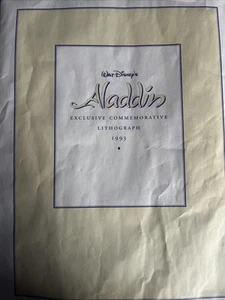 Walt Disney's
Aladdin
EXCLUSIVE COMMEMORATIVE
LITHOGRAPH
1993